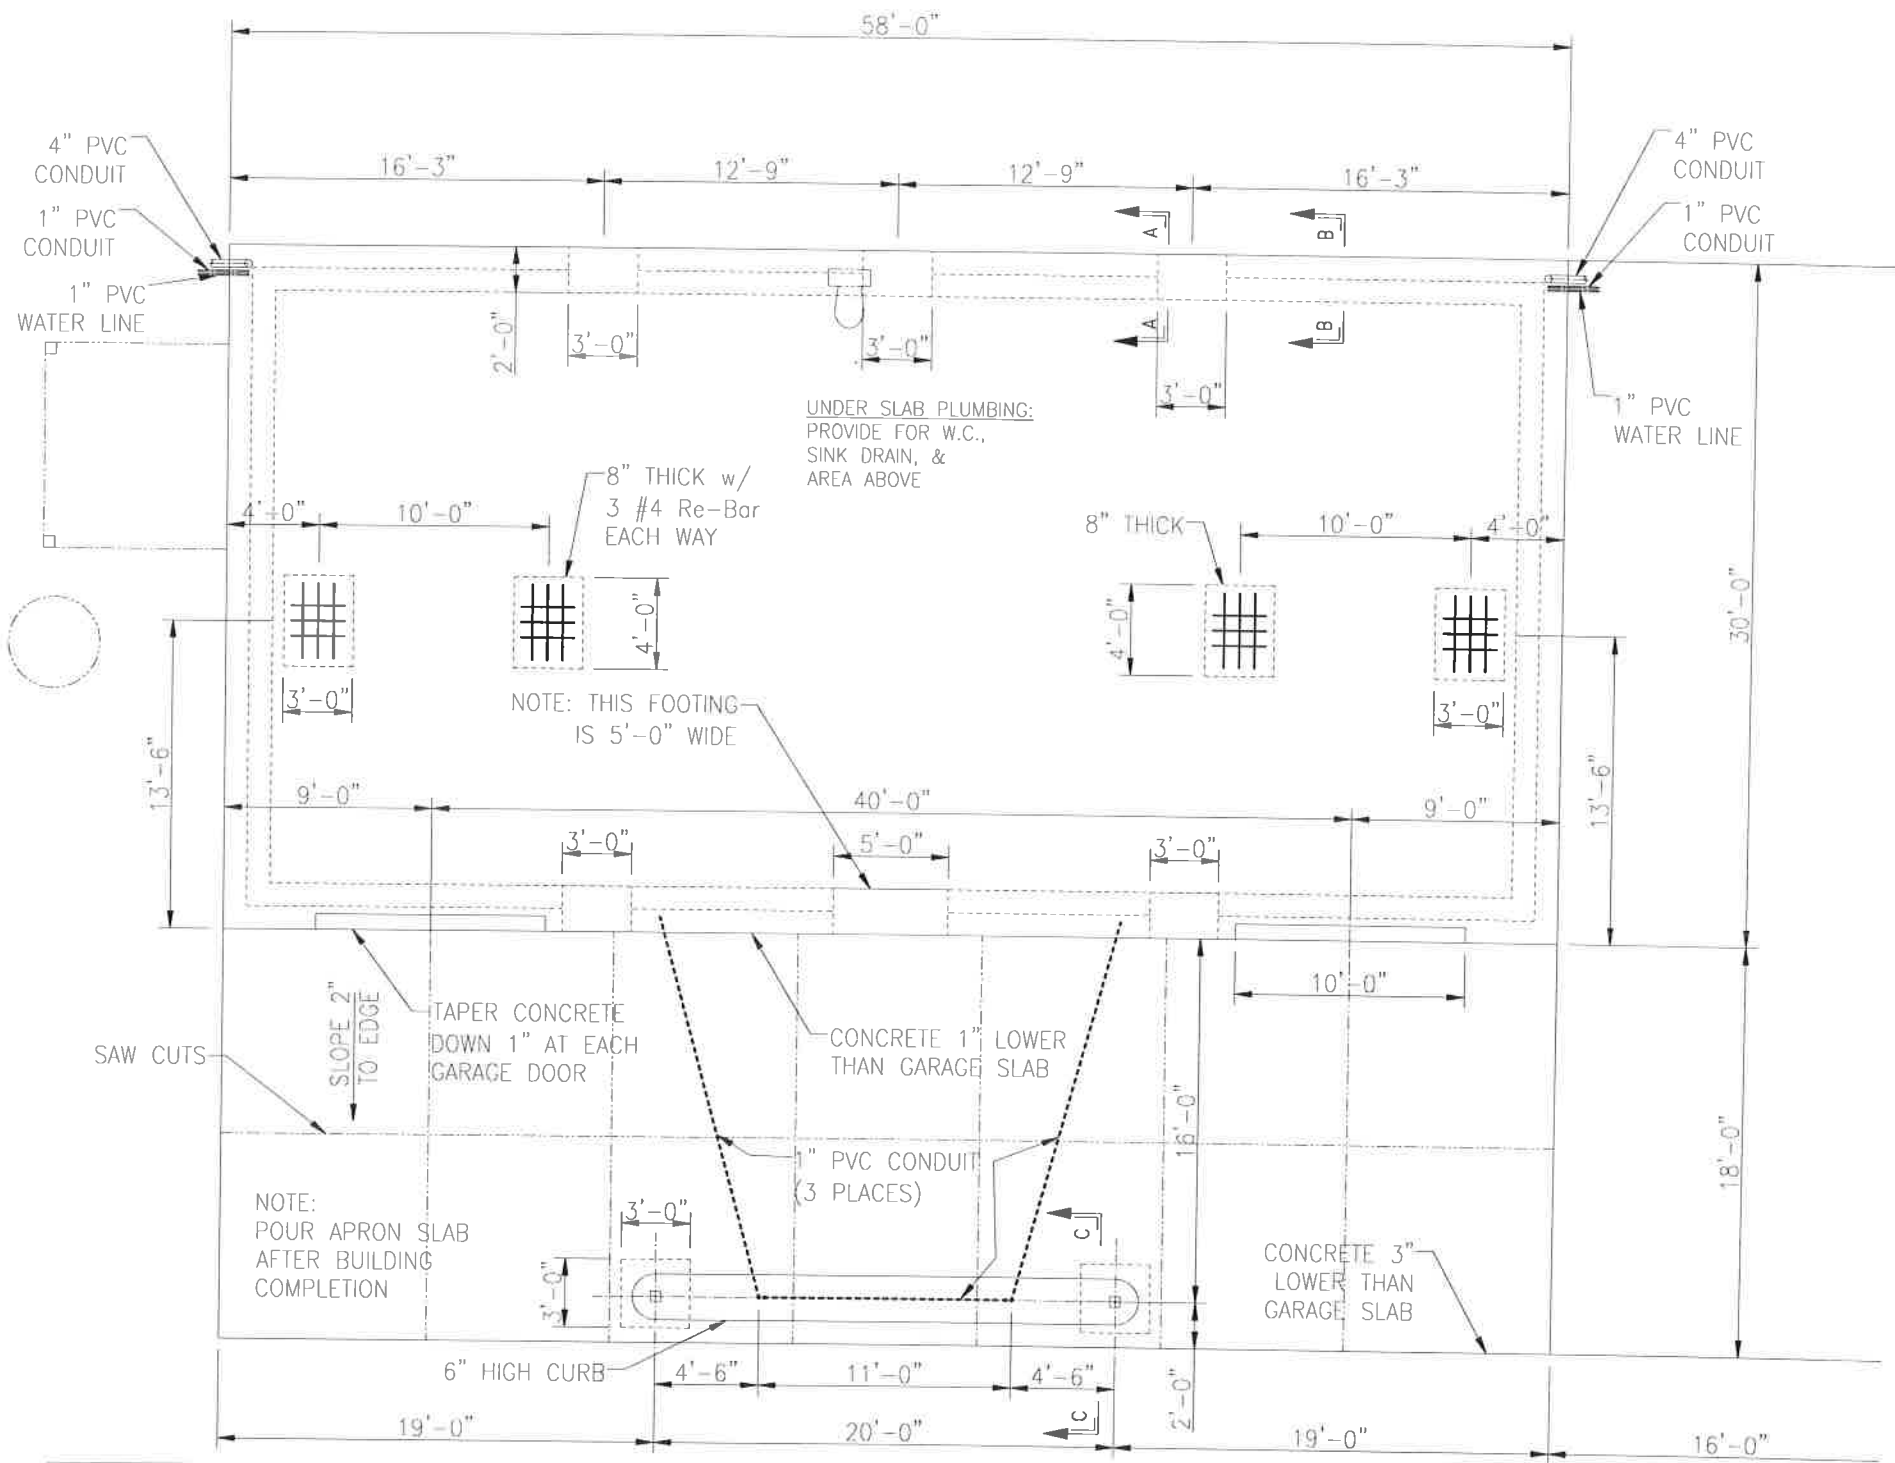 58'-0"
4" PVC
CONDUIT
16'-3"
12'-9"
12'-9"
16'-3"
4" PVC
CONDUIT
1" PVC
CONDUIT
A
B
1" PVC
CONDUIT
1" PVC
WATER LINE
2'-0"
3'-0"
3'-0"
A
B
3'-0"
1" PVC
WATER LINE
UNDER SLAB PLUMBING:
PROVIDE FOR W.C.,
SINK DRAIN, &
AREA ABOVE
8" THICK w/
3 #4 Re-Bar
EACH WAY
4'-0"
10'-0"
8" THICK
10'-0"
4'-0"
4'-0"
4'-0"
30'-0"
3'-0"
3'-0"
NOTE: THIS FOOTING
IS 5'-0" WIDE
13'-6"
13'-6"
9'-0"
40'-0"
9'-0"
3'-0"
5'-0"
3'-0"
10'-0"
SLOPE 2"
TO EDGE
TAPER CONCRETE
DOWN 1" AT EACH
GARAGE DOOR
CONCRETE 1" LOWER
THAN GARAGE SLAB
SAW CUTS
16'-0"
18'-0"
1" PVC CONDUIT
(3 PLACES)
NOTE:
POUR APRON SLAB
AFTER BUILDING
COMPLETION
3'-0"
3'-0"
C
CONCRETE 3"
LOWER THAN
GARAGE SLAB
6" HIGH CURB
4'-6"
11'-0"
4'-6"
2'-0"
19'-0"
20'-0"
C
19'-0"
16'-0"